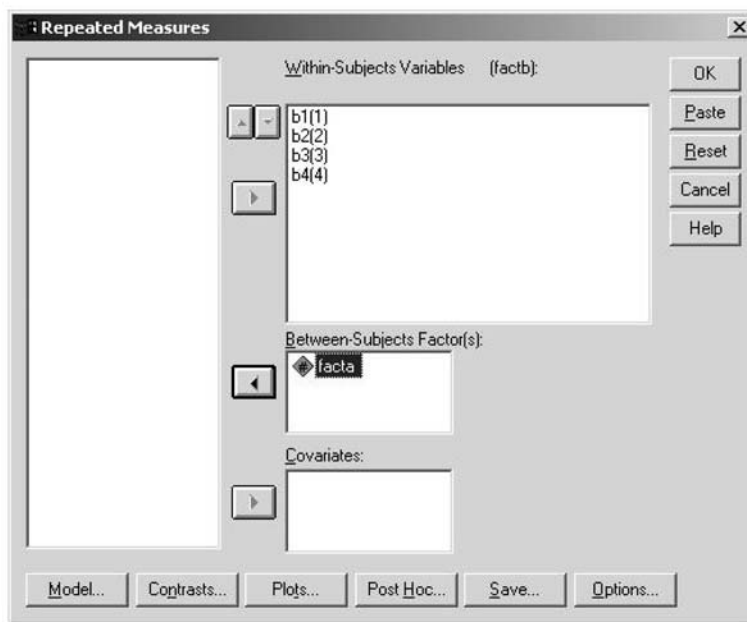 Repeated Measures
Within-Subjects Variables (factb):
b1(1)
b2(2)
b3(3)
b4(4)
OK
Paste
Reset
Cancel
Help
Between-Subjects Factor(s):
# facta
Covariates:
Model... Contrasts... Plots... Post Hoc... Save... Options...